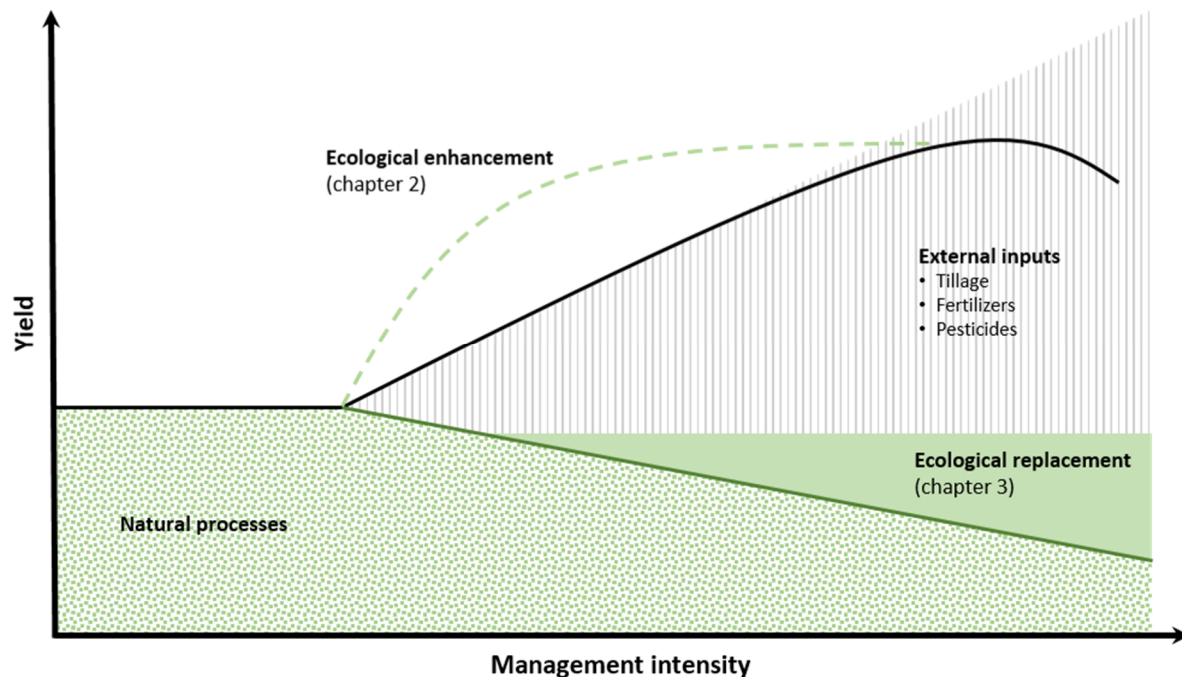 Yield
Ecological enhancement
(chapter 2)
External inputs
• Tillage
• Fertilizers
• Pesticides
Ecological replacement
(chapter 3)
Natural processes
Management intensity